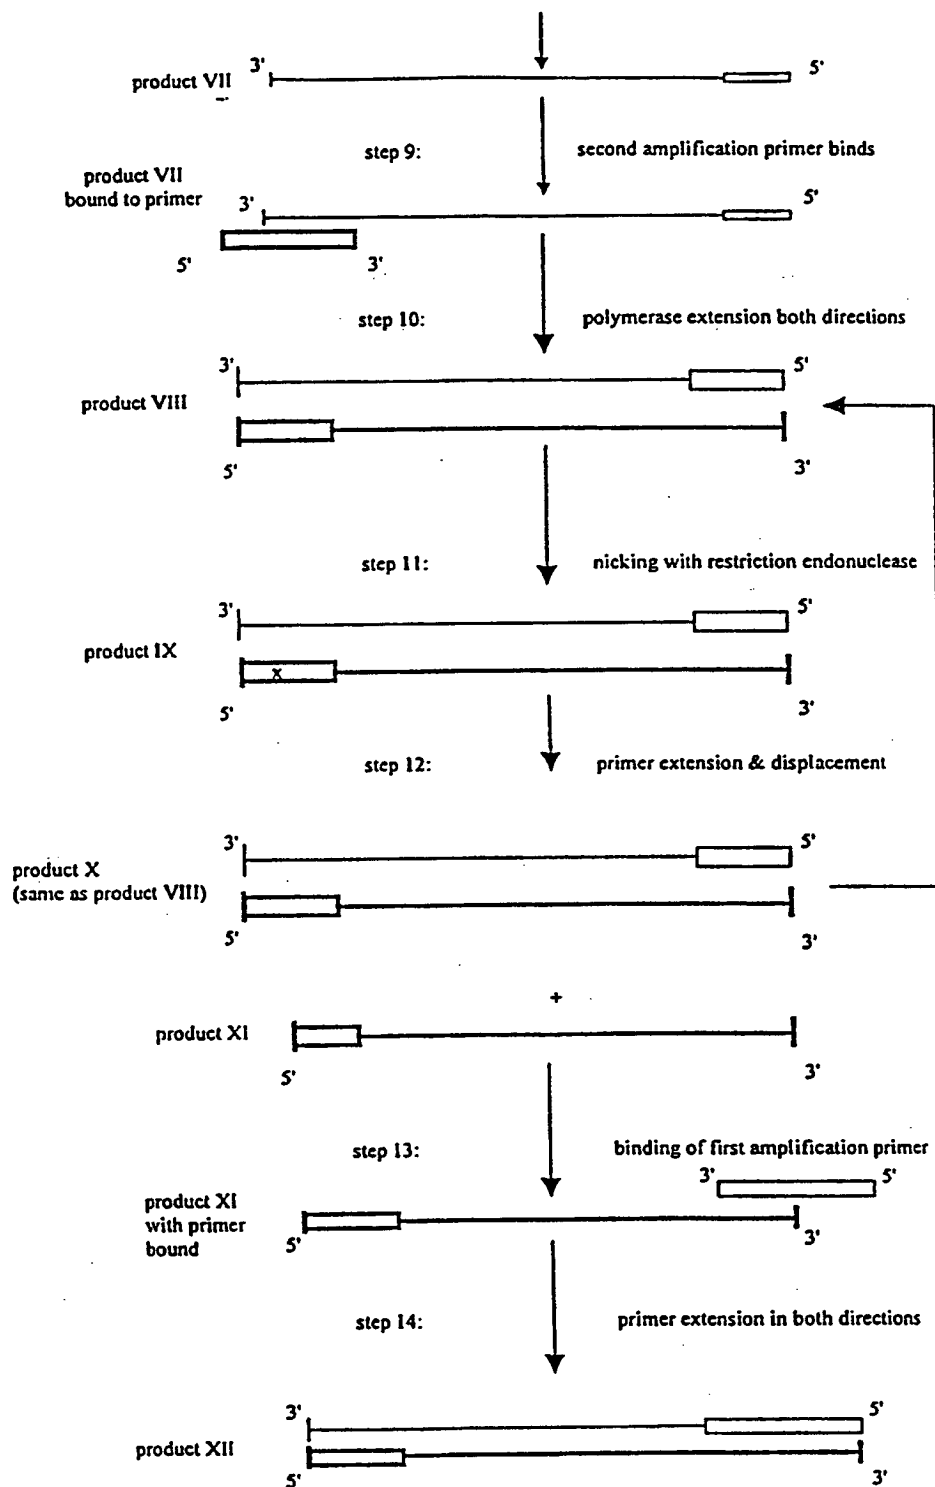 3'
5'
product VII
step 9:
second amplification primer binds
product VII
bound to primer
3'
5'
5'
3'
step 10:
polymerase extension both directions
3'
5'
product VIII
5'
3'
step 11:
nicking with restriction endonuclease
3'
5'
product IX
x
5'
3'
step 12:
primer extension & displacement
3'
5'
product X
(same as product VIII)
5'
3'
+
product XI
5'
3'
step 13:
binding of first amplification primer
3'
5'
product XI
with primer
bound
5'
3'
step 14:
primer extension in both directions
3'
5'
product XII
5'
3'